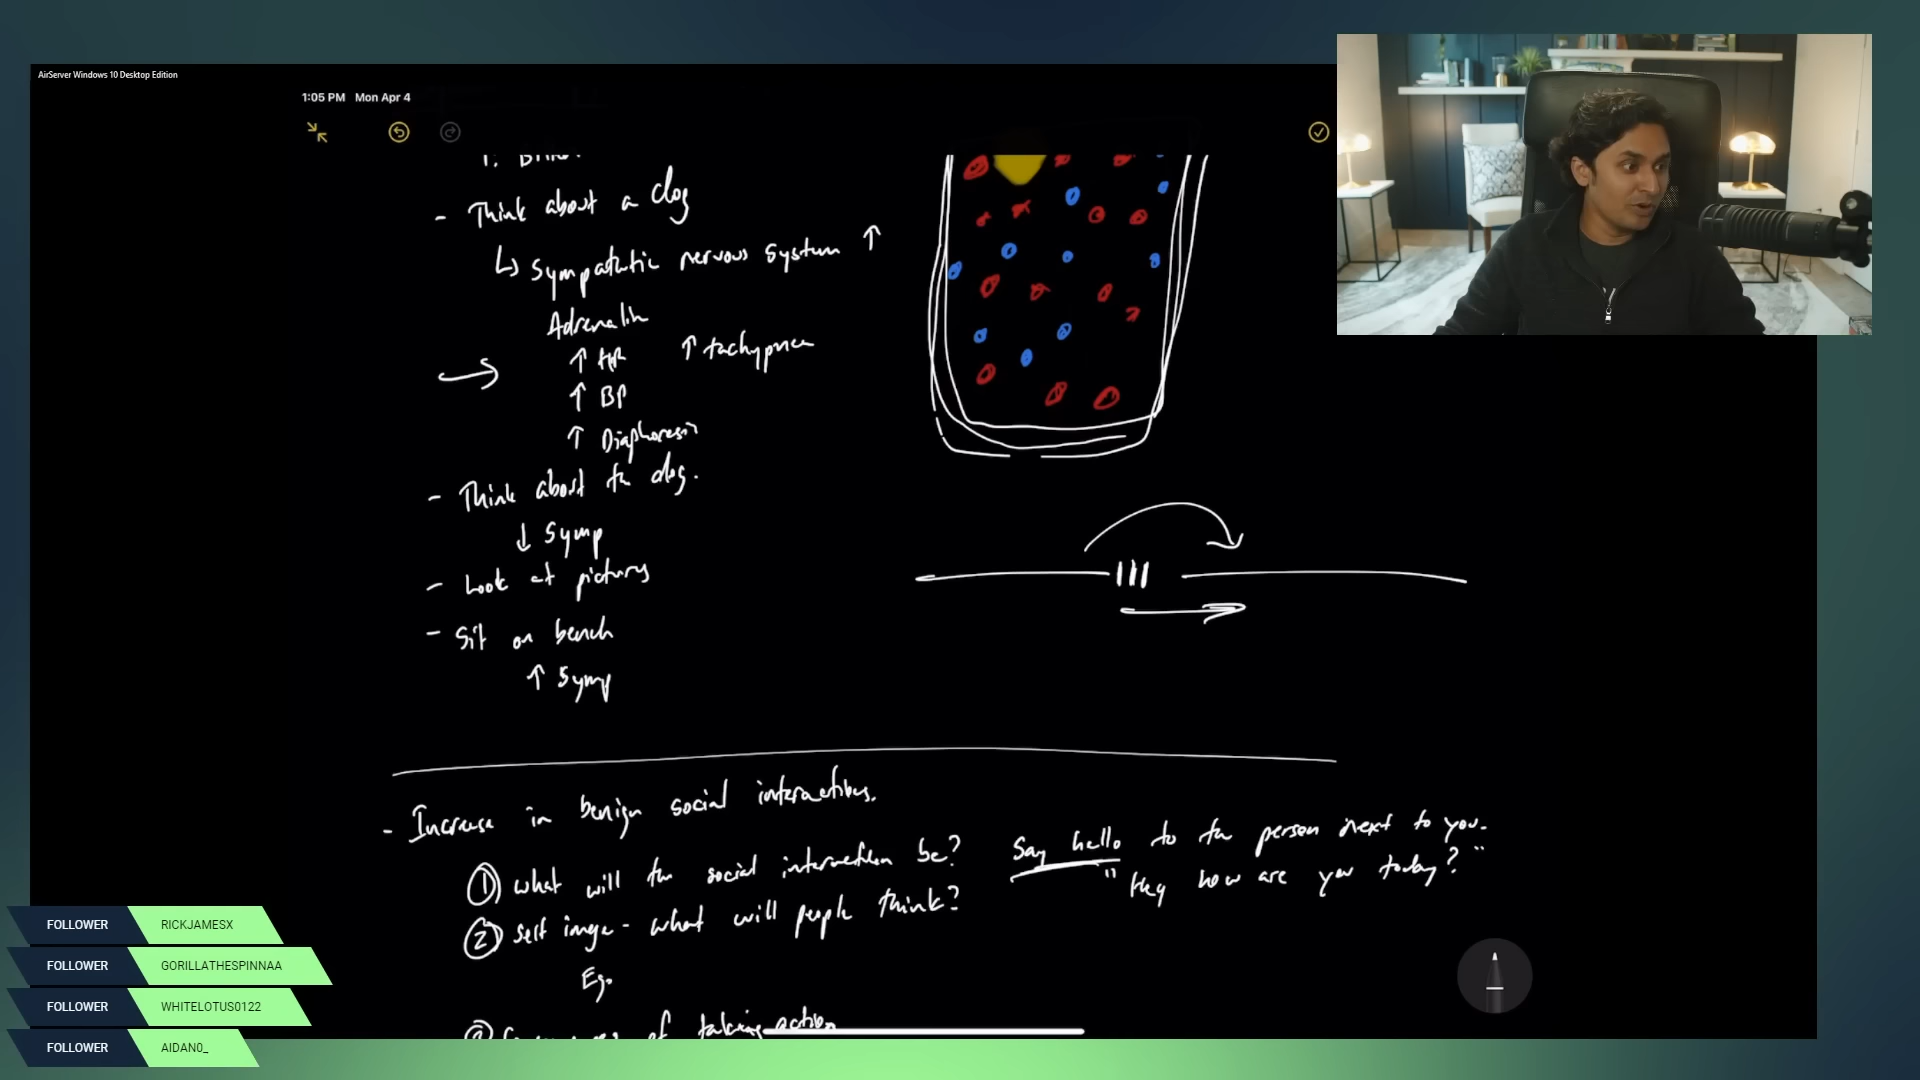 AirServer Windows 10 Desktop Edition
1:05 PM Mon Apr 4
- Think about a dog
↳ Sympathetic nervous system ↑
Adrenalin
↑ HR ↑ tachypnea
↑ BP
↑ Diaphoresis
- Think about the dog.
↓ Symp
- Look at pictures
- Sit on bench
↑ Symp
- Increase in benign social interactions.
① what will the social interaction be?
② self image - what will people think?
Eg.
of taking action
Say hello to the person next to you.
"Hey how are you today?"
FOLLOWER RICKJAMESX
FOLLOWER GORILLATHESPINNAA
FOLLOWER WHITELOTUS0122
FOLLOWER AIDAN0_